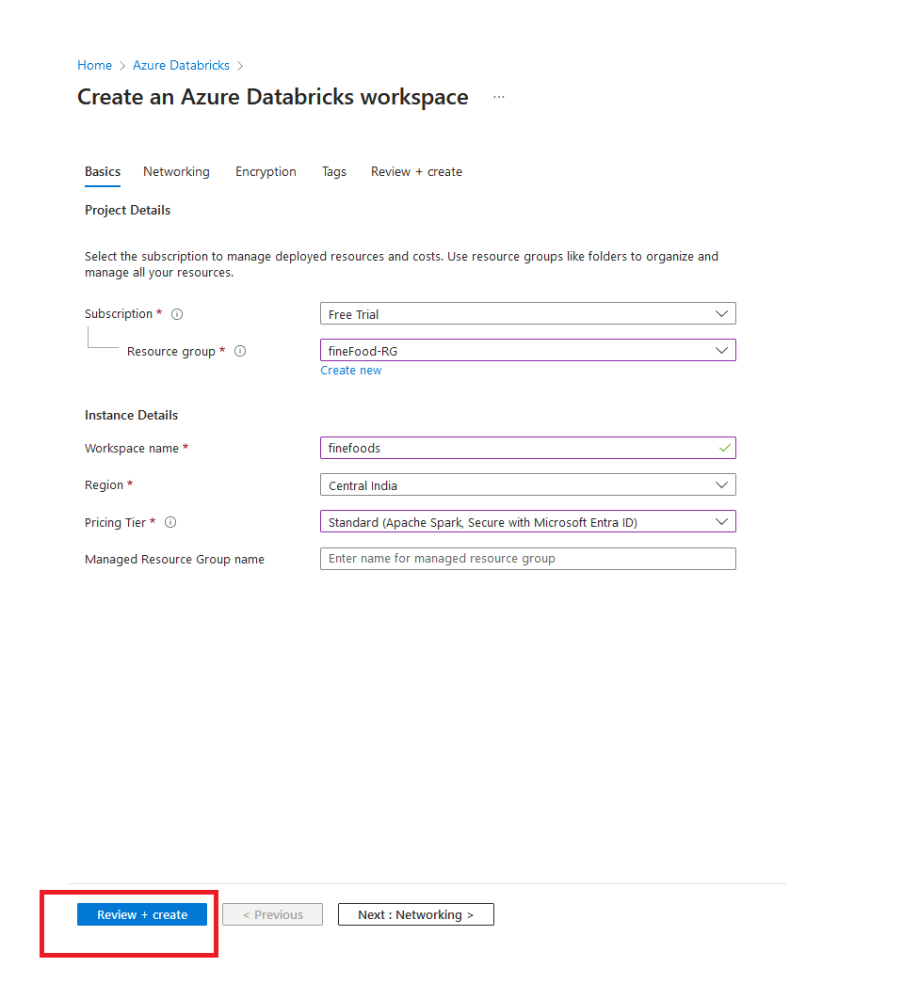 Home > Azure Databricks >
Create an Azure Databricks workspace ...
Basics Networking Encryption Tags Review + create
Project Details
Select the subscription to manage deployed resources and costs. Use resource groups like folders to organize and
manage all your resources.
Subscription * Free Trial
Resource group * fineFood-RG
Create new
Instance Details
Workspace name * finefoods
Region * Central India
Pricing Tier * Standard (Apache Spark, Secure with Microsoft Entra ID)
Managed Resource Group name Enter name for managed resource group
Review + create < Previous Next : Networking >